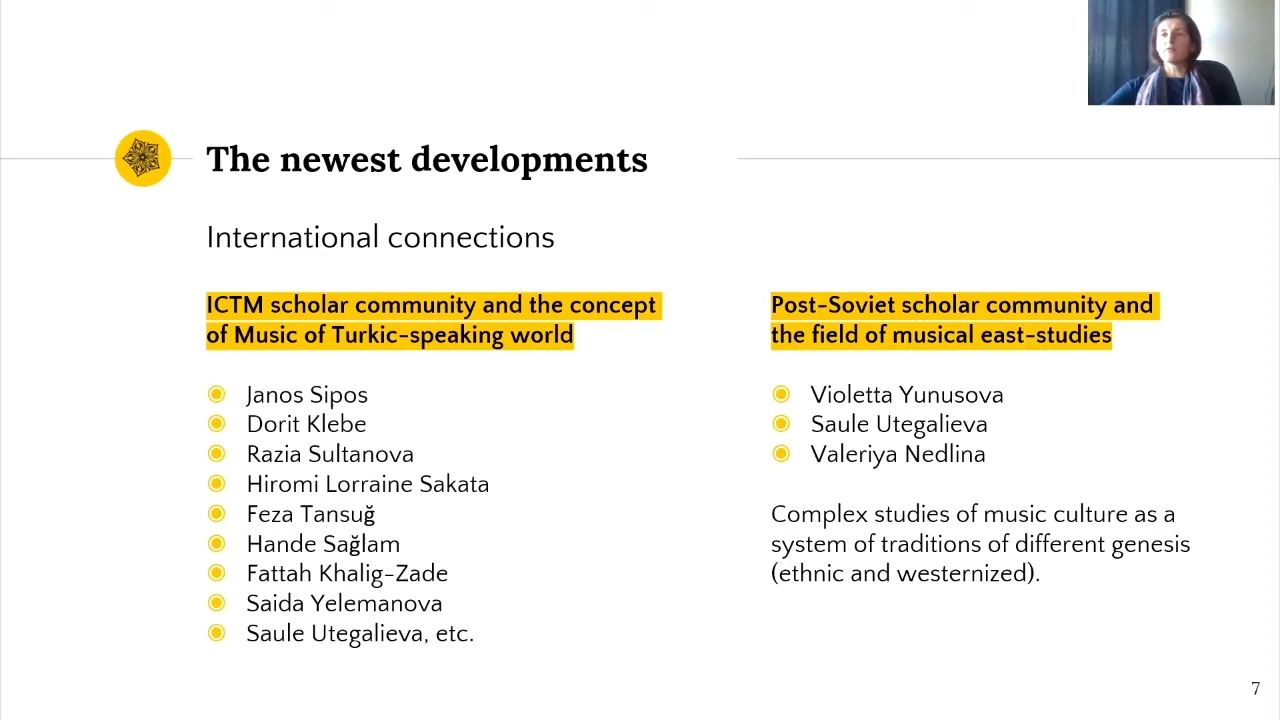 The newest developments
International connections
ICTM scholar community and the concept
of Music of Turkic-speaking world
Janos Sipos
Dorit Klebe
Razia Sultanova
Hiromi Lorraine Sakata
Feza Tansuğ
Hande Sağlam
Fattah Khalig-Zade
Saida Yelemanova
Saule Utegalieva, etc.
Post-Soviet scholar community and
the field of musical east-studies
Violetta Yunusova
Saule Utegalieva
Valeriya Nedlina
Complex studies of music culture as a
system of traditions of different genesis
(ethnic and westernized).
7